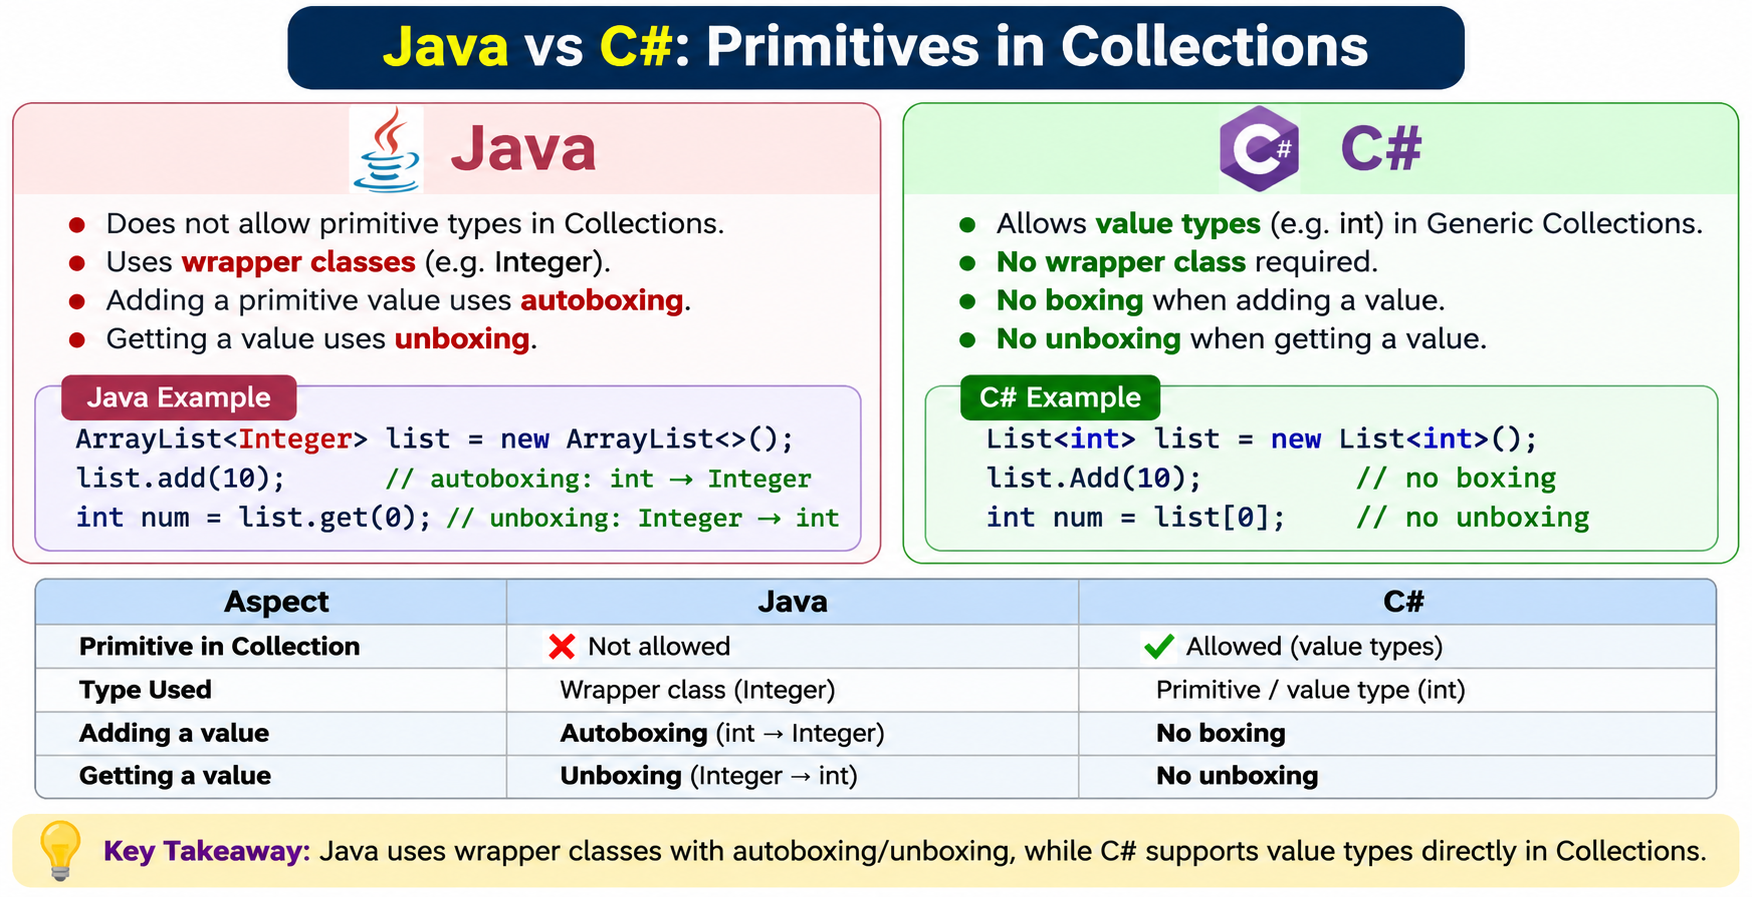 Java vs C#: Primitives in Collections
Java
Does not allow primitive types in Collections.
Uses wrapper classes (e.g. Integer).
Adding a primitive value uses autoboxing.
Getting a value uses unboxing.
Java Example
ArrayList<Integer> list = new ArrayList<>();
list.add(10); // autoboxing: int → Integer
int num = list.get(0); // unboxing: Integer → int
C# C#
Allows value types (e.g. int) in Generic Collections.
No wrapper class required.
No boxing when adding a value.
No unboxing when getting a value.
C# Example
List<int> list = new List<int>();
list.Add(10); // no boxing
int num = list[0]; // no unboxing
Aspect Java C#
Primitive in Collection ❌ Not allowed ✔ Allowed (value types)
Type Used Wrapper class (Integer) Primitive / value type (int)
Adding a value Autoboxing (int → Integer) No boxing
Getting a value Unboxing (Integer → int) No unboxing
Key Takeaway: Java uses wrapper classes with autoboxing/unboxing, while C# supports value types directly in Collections.